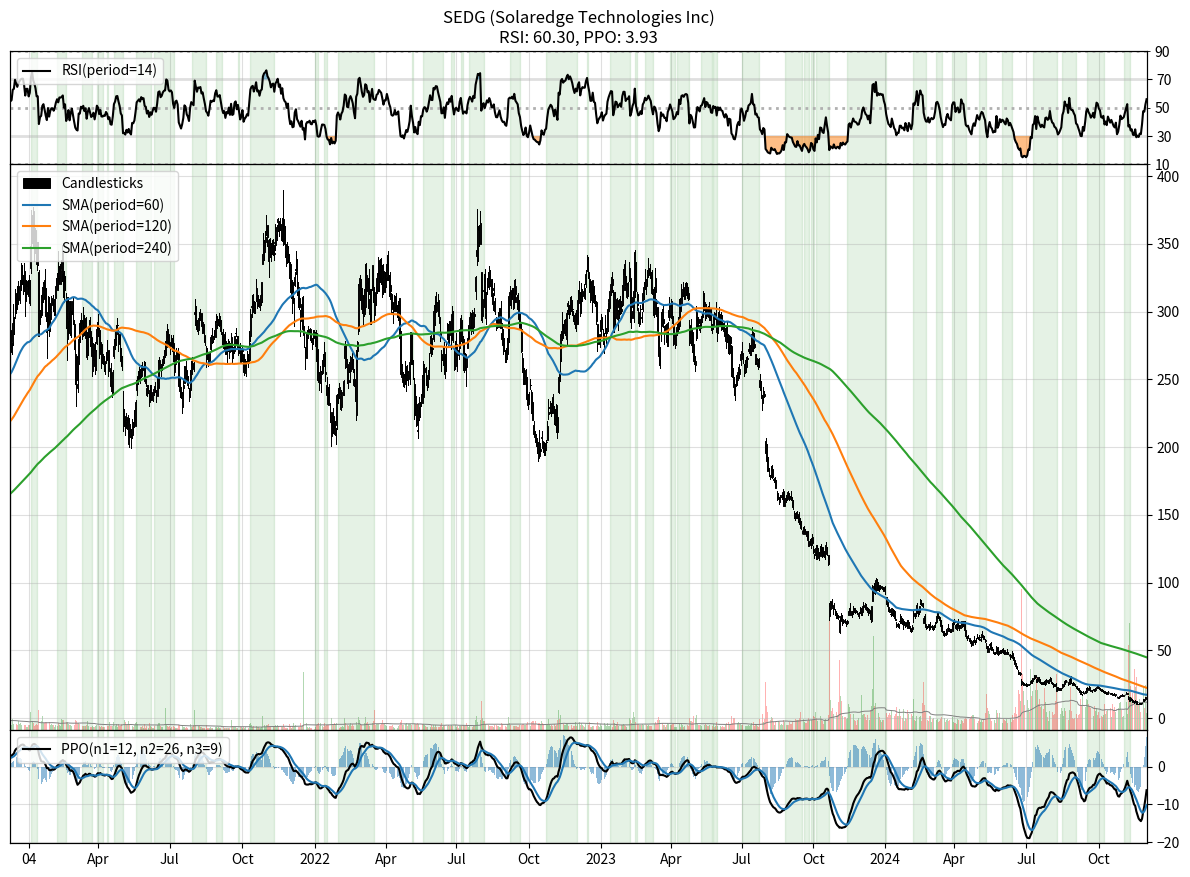 SEDG (Solaredge Technologies Inc)
RSI: 60.30, PPO: 3.93
RSI(period=14)
90
70
50
30
10
Candlesticks
SMA(period=60)
SMA(period=120)
SMA(period=240)
400
350
300
250
200
150
100
50
0
PPO(n1=12, n2=26, n3=9)
0
−10
−20
04 Apr Jul Oct 2022 Apr Jul Oct 2023 Apr Jul Oct 2024 Apr Jul Oct